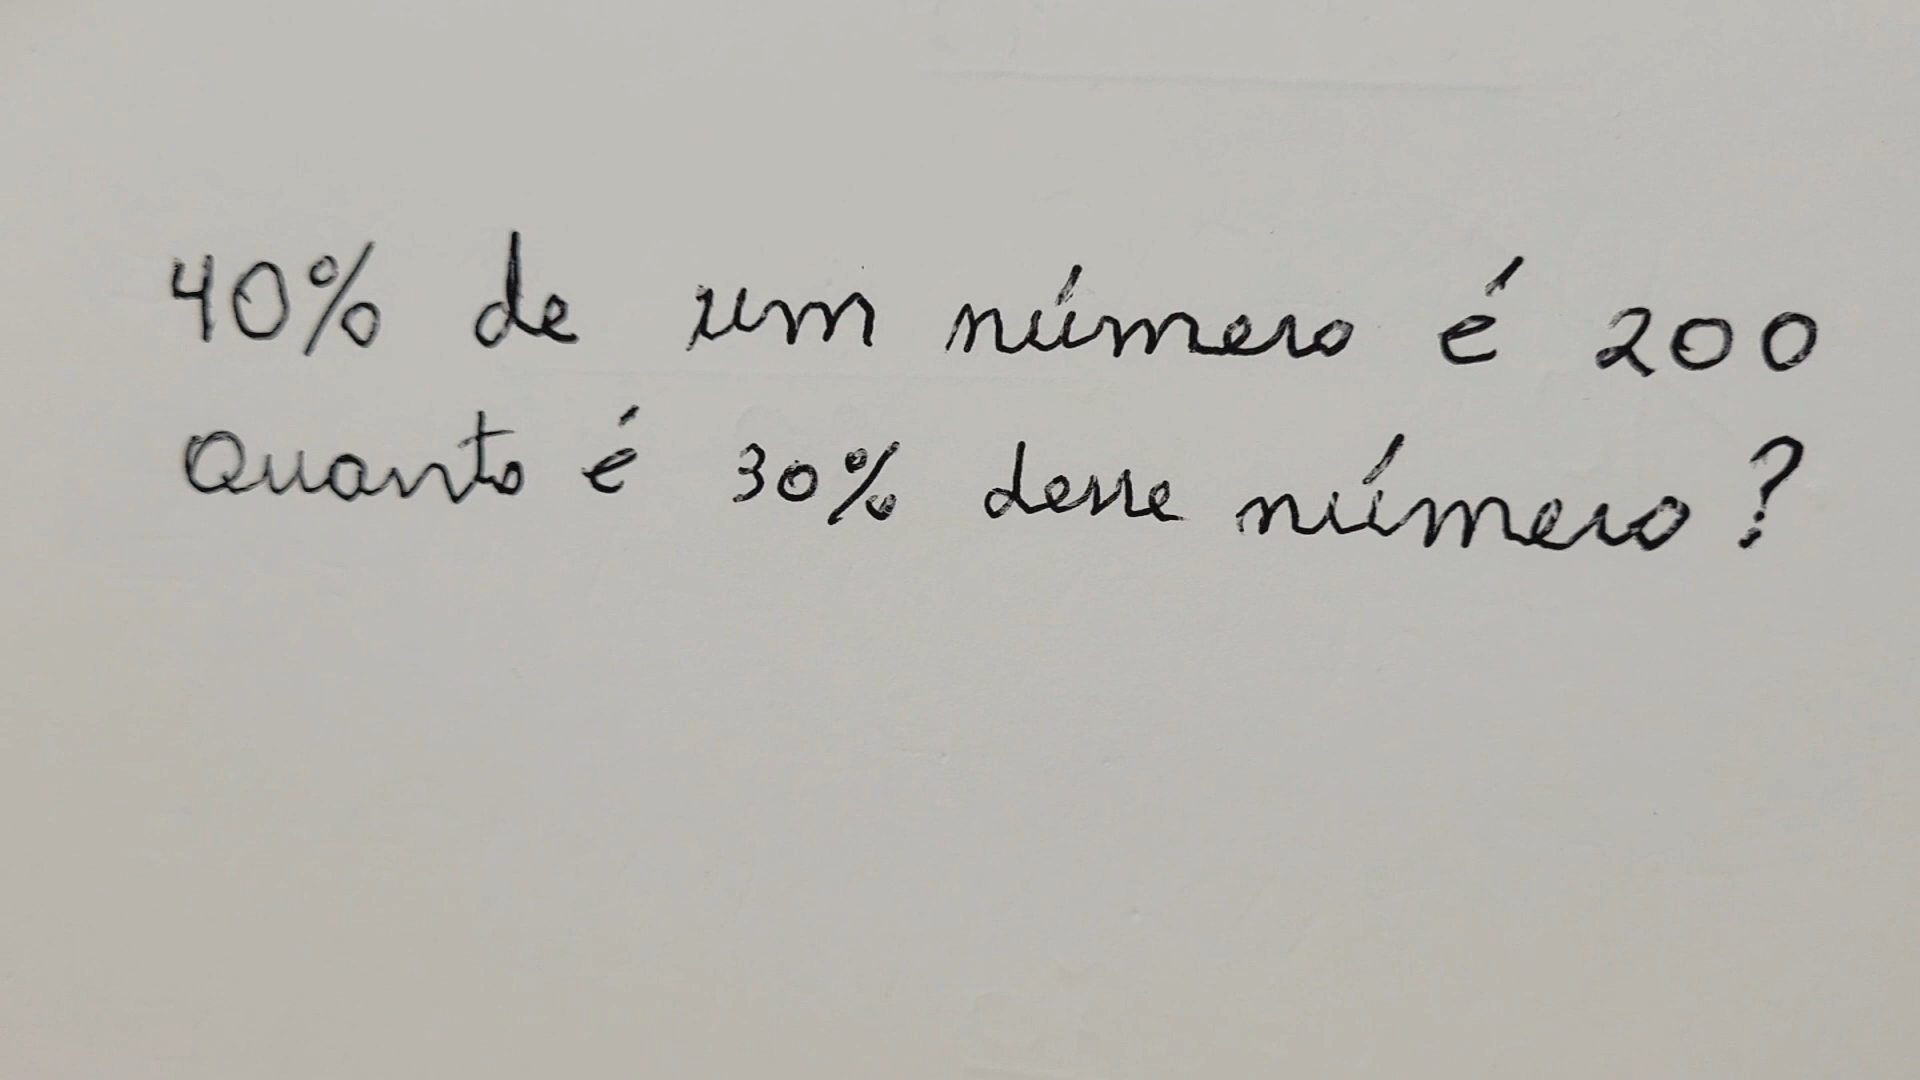 40% de um número é 200
Quanto é 30% desse número?